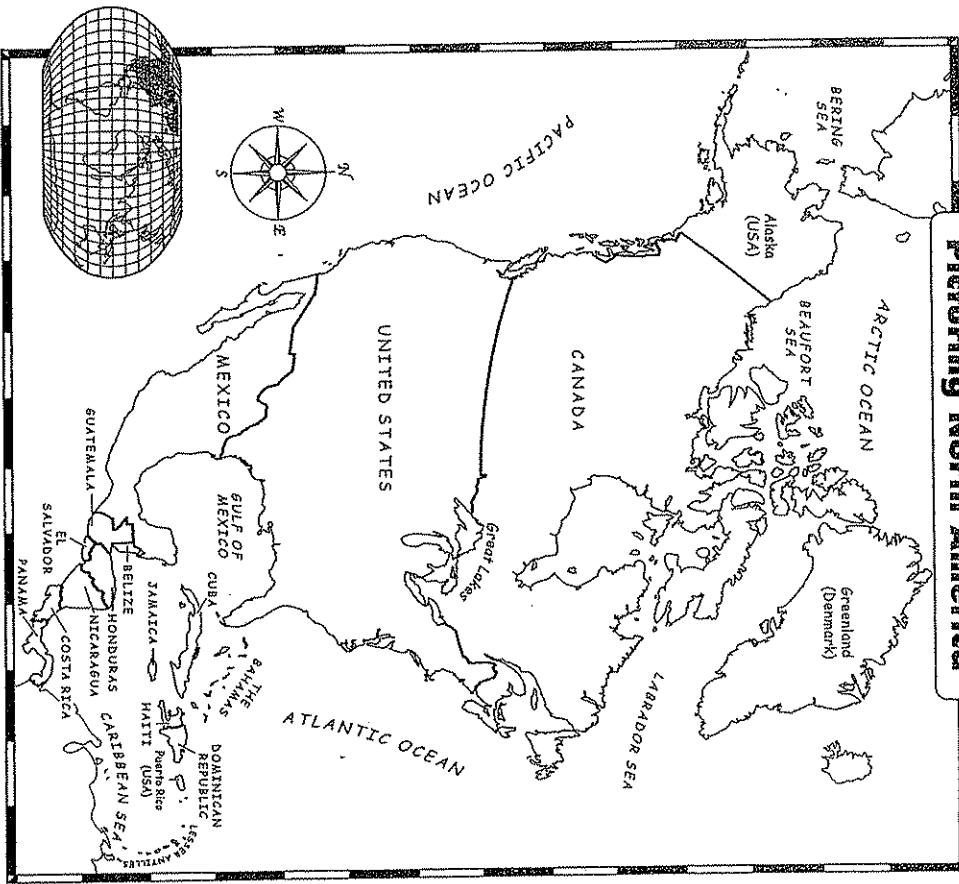 Picturing North America
ARCTIC OCEAN
BERING
SEA
Alaska
(USA)
BEAUFORT
SEA
Greenland
(Denmark)
CANADA
LABRADOR SEA
PACIFIC OCEAN
Great Lakes
UNITED STATES
ATLANTIC OCEAN
N
W
E
S
MEXICO
GULF OF
MEXICO
THE
BAHAMAS
CUBA
DOMINICAN
REPUBLIC
JAMAICA
HAITI
Puerto Rico
(USA)
LESSER ANTILLES
CARIBBEAN SEA
BELIZE
GUATEMALA
HONDURAS
EL
SALVADOR
NICARAGUA
COSTA RICA
PANAMA